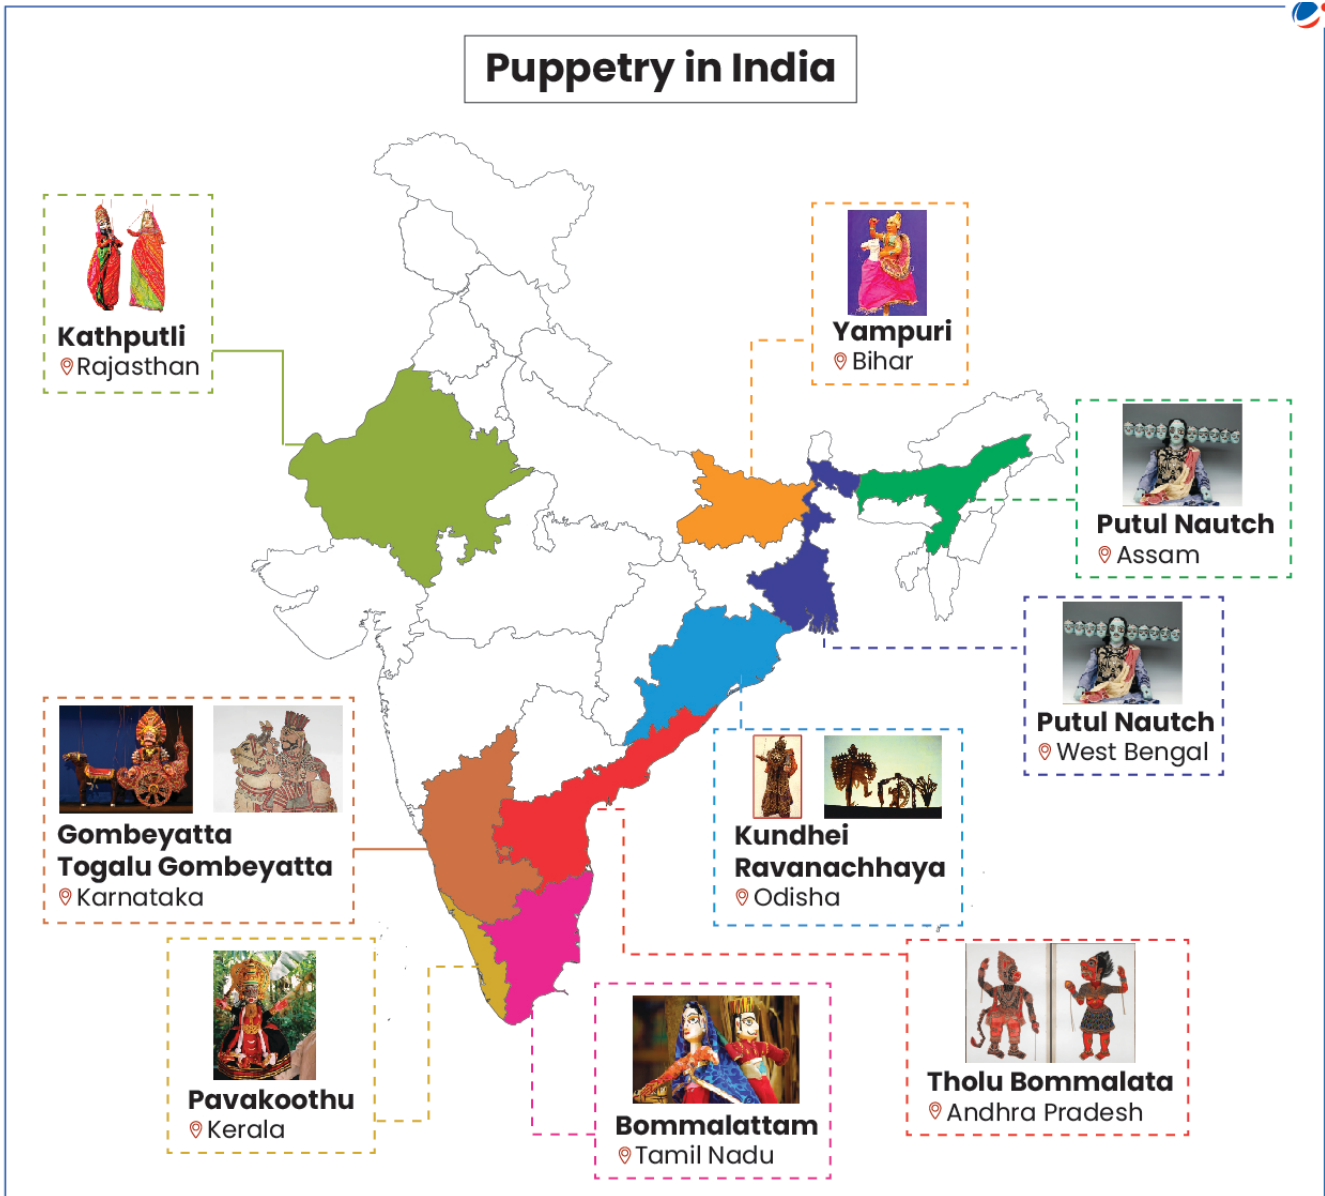 Puppetry in India
Kathputli
Rajasthan
Yampuri
Bihar
Putul Nautch
Assam
Putul Nautch
West Bengal
Gombeyatta
Togalu Gombeyatta
Karnataka
Kundhei
Ravanachhaya
Odisha
Pavakoothu
Kerala
Bommalattam
Tamil Nadu
Tholu Bommalata
Andhra Pradesh